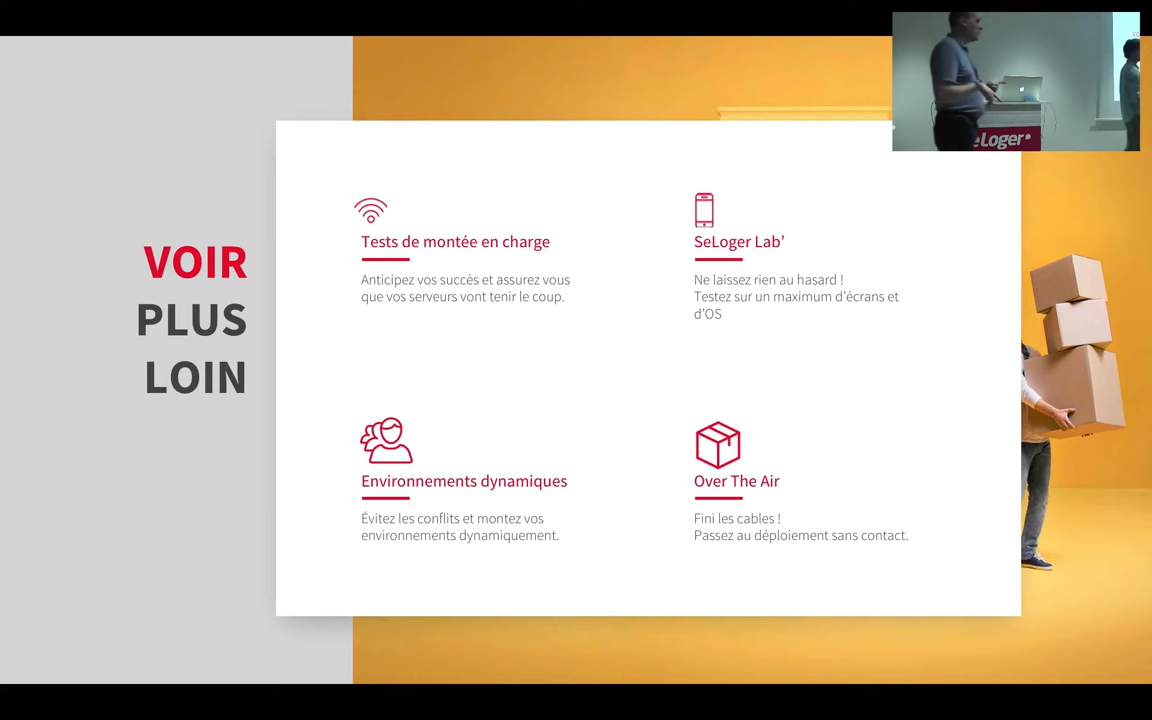 VOIR
PLUS
LOIN
Tests de montée en charge
Anticipez vos succès et assurez vous
que vos serveurs vont tenir le coup.
SeLoger Lab’
Ne laissez rien au hasard !
Testez sur un maximum d’écrans et
d’OS
Environnements dynamiques
Évitez les conflits et montez vos
environnements dynamiquement.
Over The Air
Fini les cables !
Passez au déploiement sans contact.
eLoger